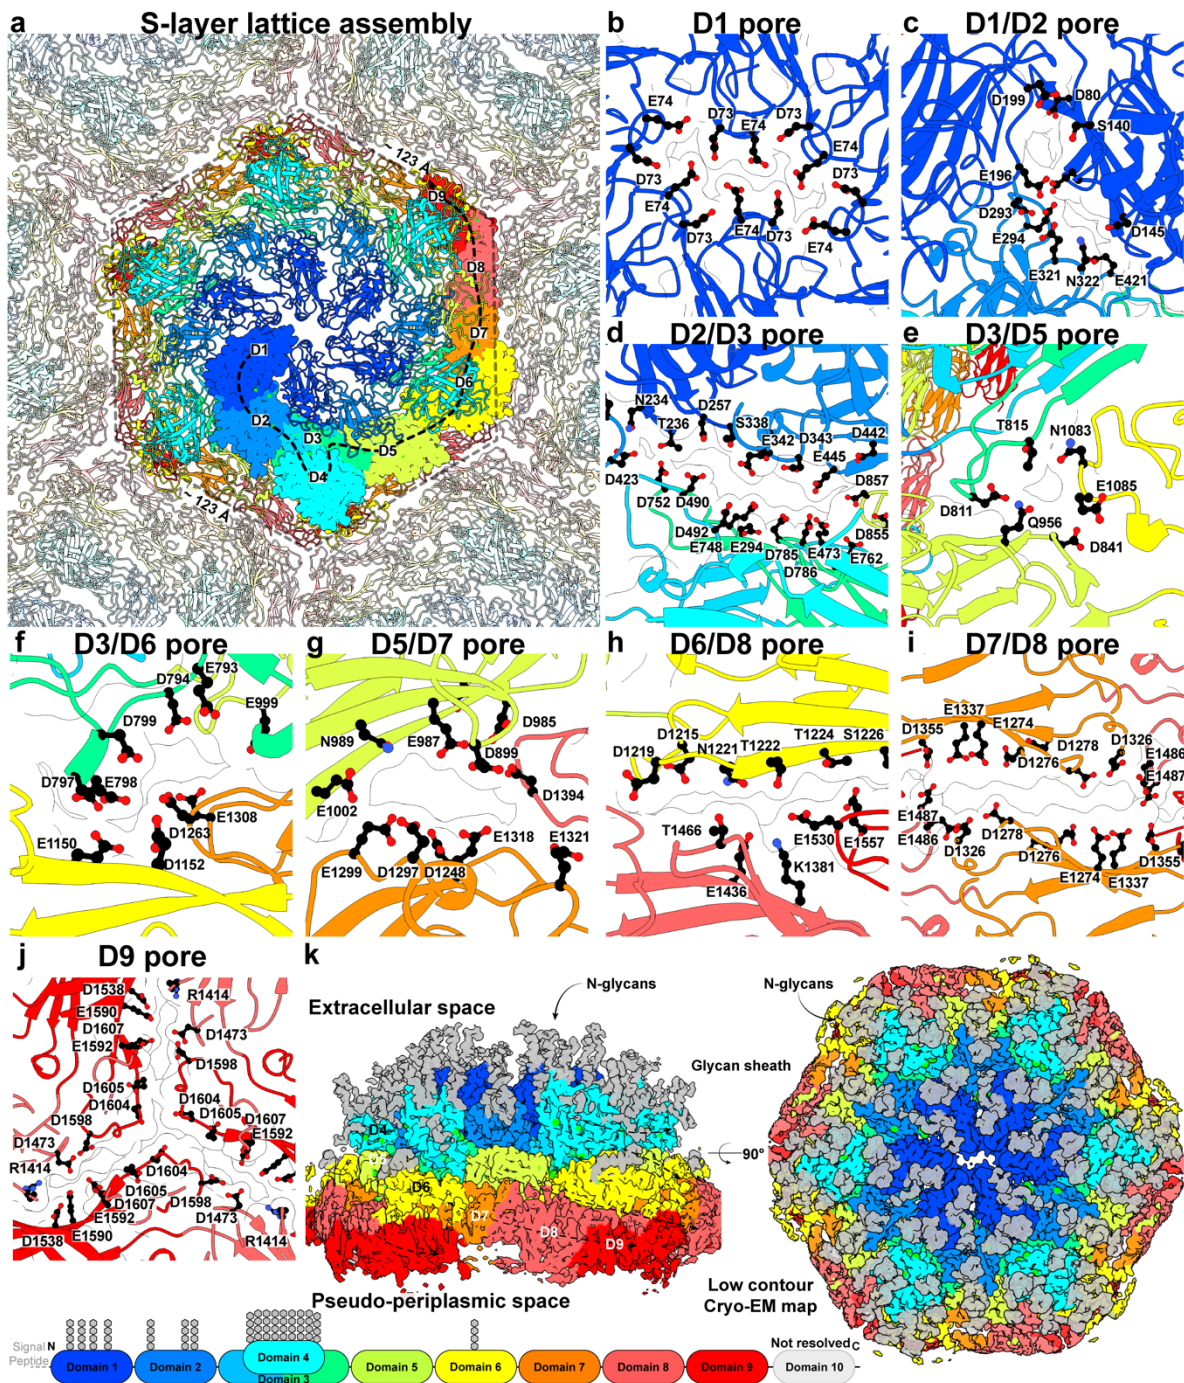 a
S-layer lattice assembly
~ 123 Å
D9
D8
D7
D1
D6
D2
D3
D5
D4
~ 123 Å
b
D1 pore
E74
D73
D73
E74
E74
D73
D73
E74
D73
E74
D73
E74
c
D1/D2 pore
D199
D80
S140
E196
D293
D145
E294
E321
N322
E421
d
D2/D3 pore
N234
D257
T236
S338
E342
D343
D442
E445
D423
D752
D490
D857
D492
E748
E294
D785
E473
D855
D786
E762
e
D3/D5 pore
T815
N1083
E1085
D811
Q956
D841
f
D3/D6 pore
E793
D794
E999
D799
D797
E798
E1308
E1150
D1263
D1152
g
D5/D7 pore
D985
N989
E987
D899
D1394
E1002
E1318
E1321
E1299
D1297
D1248
h
D6/D8 pore
D1215
T1224
S1226
D1219
N1221
T1222
T1466
E1530
E1557
K1381
E1436
i
D7/D8 pore
E1337
E1274
D1355
D1278
D1326
D1276
E1486
E1487
E1487
E1486
D1278
D1326
D1276
D1355
E1274
E1337
j
D9 pore
D1538
R1414
E1590
D1607
E1592
D1473
D1598
D1605
D1604
D1604
D1598
D1605
D1607
E1592
D1473
R1414
D1604
D1605
D1598
D1607
E1592
D1473
E1590
D1538
R1414
k
N-glycans
N-glycans
Extracellular space
Glycan sheath
D4
D5
90°
D6
D7
D8
D9
Low contour
Cryo-EM map
Pseudo-periplasmic space
Signal
Peptide
N
Domain 1
Domain 2
Domain 4
Domain 3
Domain 5
Domain 6
Domain 7
Domain 8
Domain 9
Not resolved
Domain 10
C